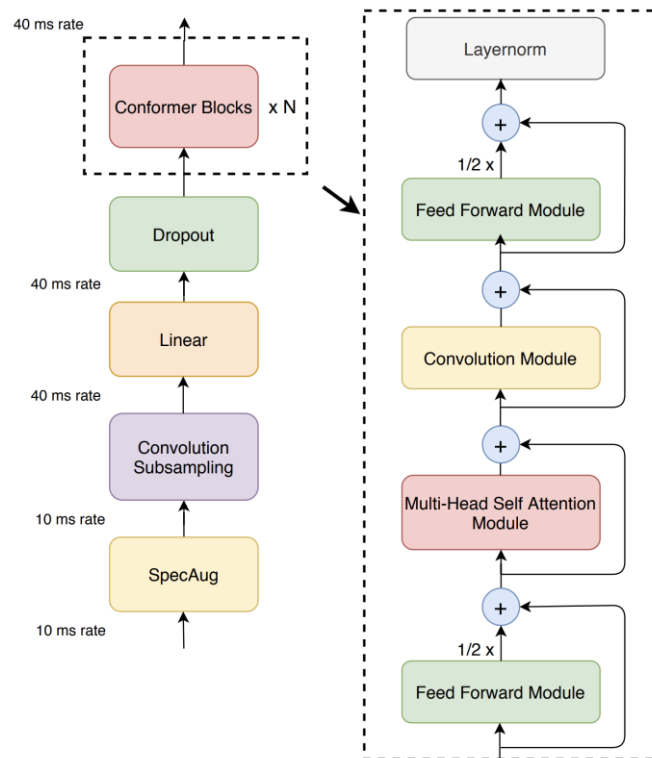 40 ms rate
Conformer Blocks
x N
Dropout
40 ms rate
Linear
40 ms rate
Convolution
Subsampling
10 ms rate
SpecAug
10 ms rate
Layernorm
+
1/2 x
Feed Forward Module
+
Convolution Module
+
Multi-Head Self Attention
Module
+
1/2 x
Feed Forward Module